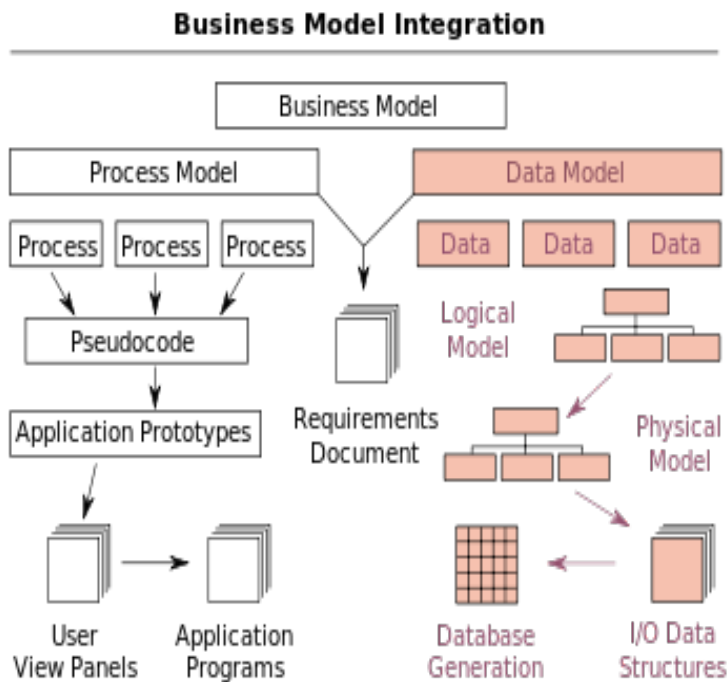 Business Model Integration
Business Model
Process Model
Data Model
Process
Process
Process
Data
Data
Data
Pseudocode
Logical
Model
Application Prototypes
Requirements
Document
Physical
Model
User
View Panels
Application
Programs
Database
Generation
I/O Data
Structures